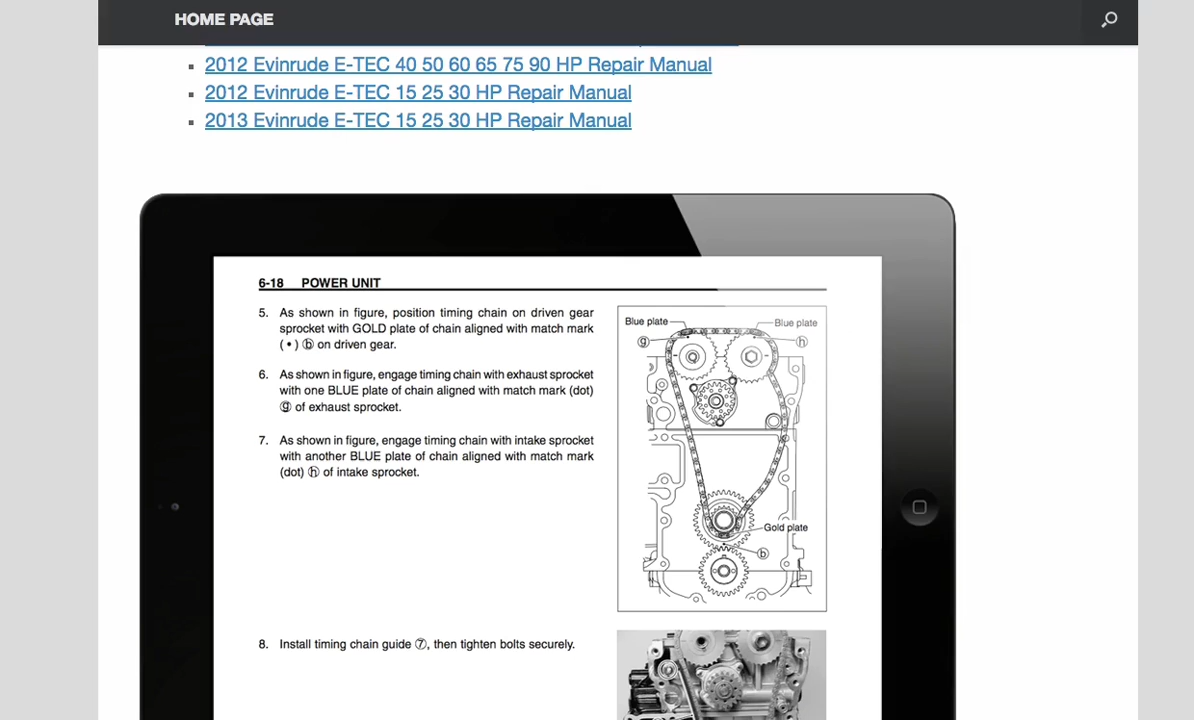 HOME PAGE
2012 Evinrude E-TEC 40 50 60 65 75 90 HP Repair Manual
2012 Evinrude E-TEC 15 25 30 HP Repair Manual
2013 Evinrude E-TEC 15 25 30 HP Repair Manual
6-18 POWER UNIT
5. As shown in figure, position timing chain on driven gear
sprocket with GOLD plate of chain aligned with match mark
( • ) ⓑ on driven gear.
6. As shown in figure, engage timing chain with exhaust sprocket
with one BLUE plate of chain aligned with match mark (dot)
ⓖ of exhaust sprocket.
7. As shown in figure, engage timing chain with intake sprocket
with another BLUE plate of chain aligned with match mark
(dot) ⓗ of intake sprocket.
Blue plate
Blue plate
ⓖ
ⓗ
Gold plate
ⓑ
8. Install timing chain guide ⑦, then tighten bolts securely.